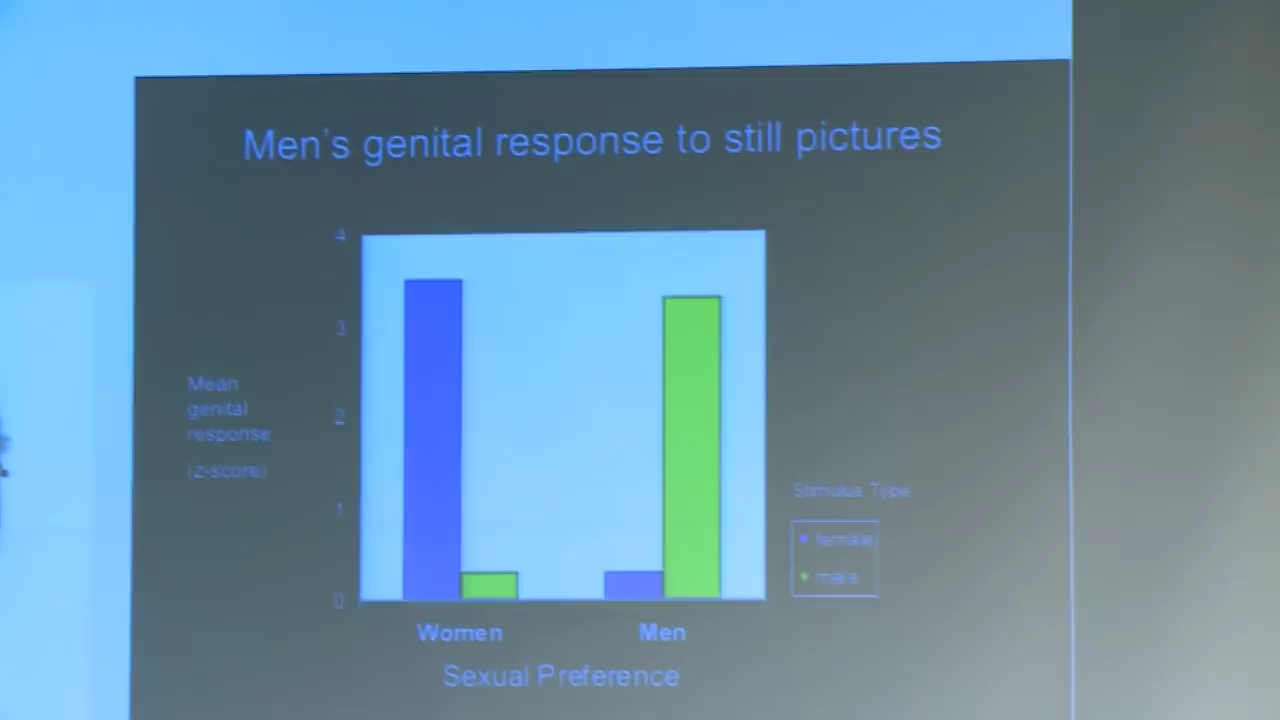 Men's genital response to still pictures
4
3
2
1
0
Mean
genital
response
(z-score)
Stimulus Type
female
male
Women
Men
Sexual Preference